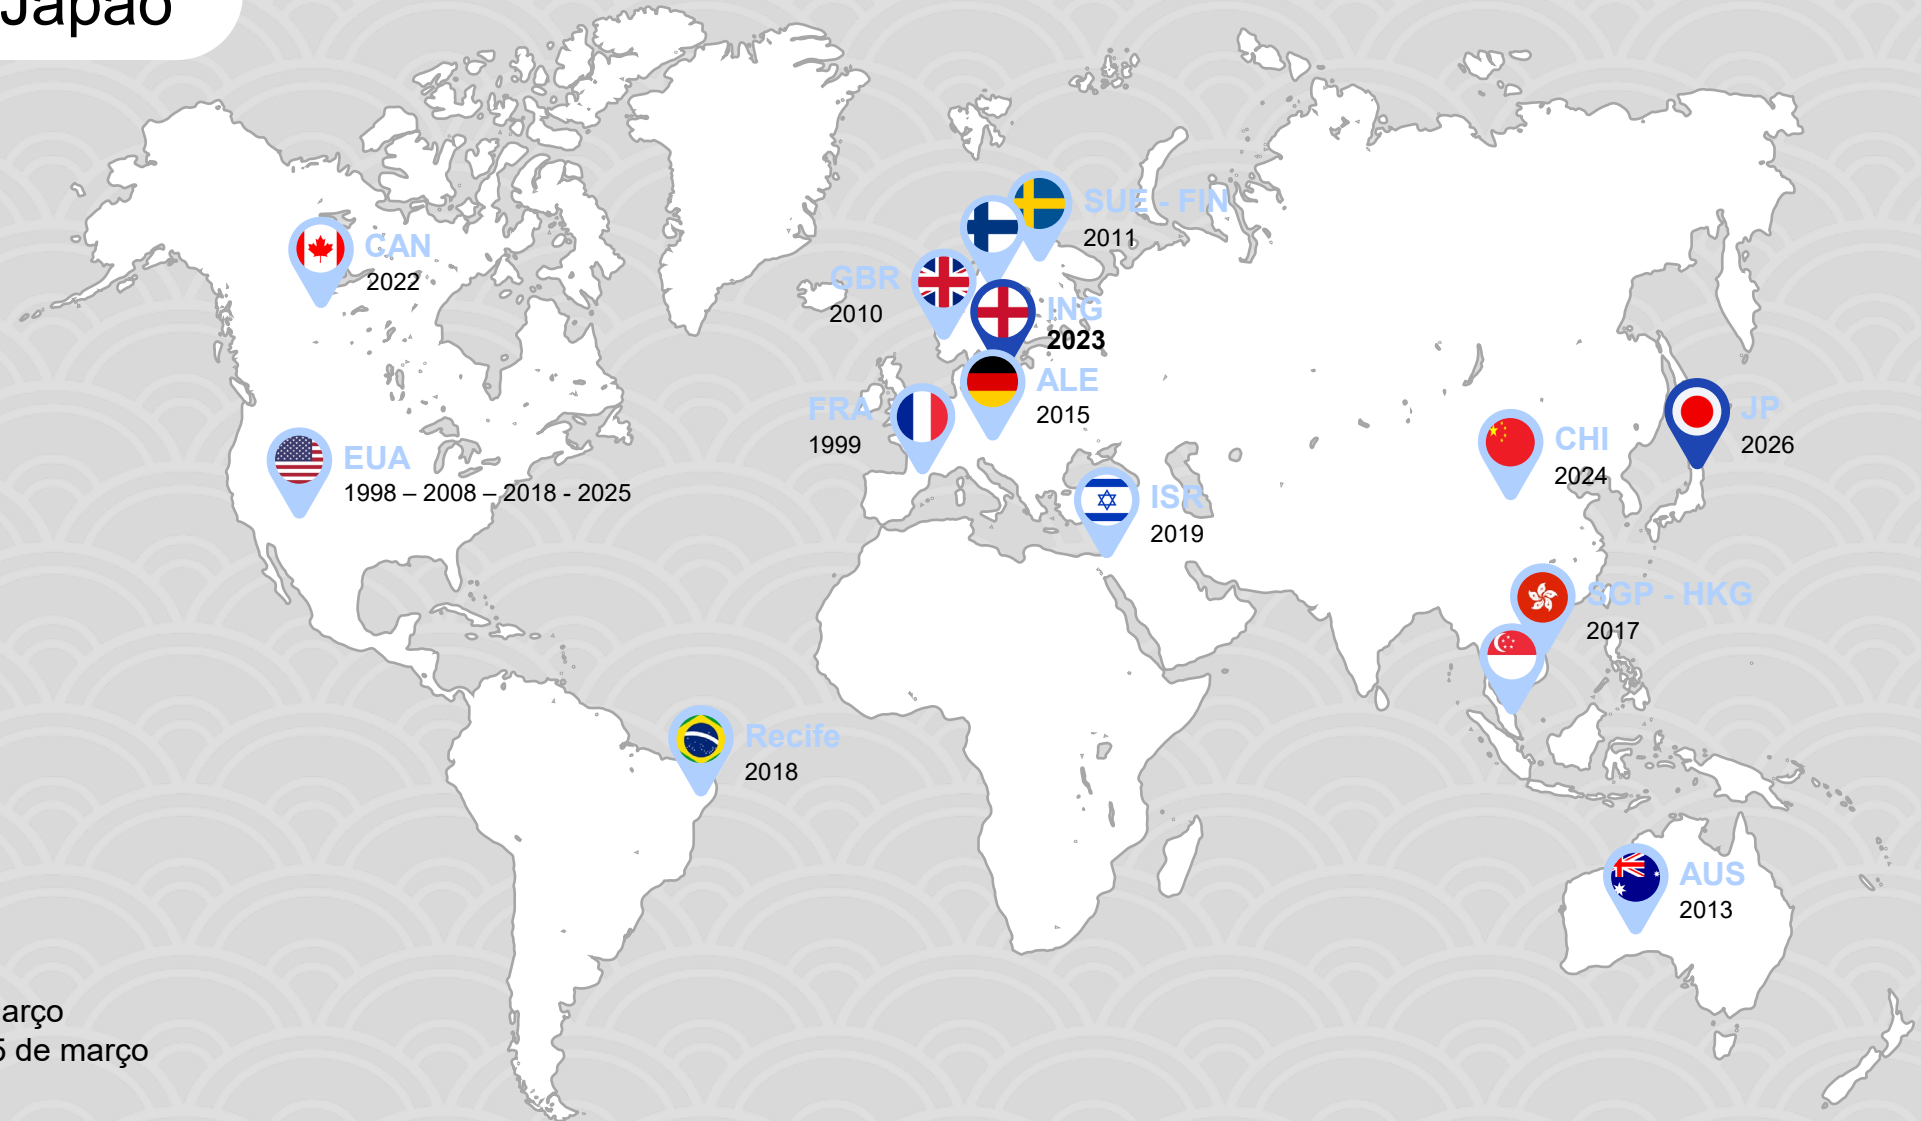 Japão
SUE - FIN
2011
CAN
2022
GBR
2010
ING
2023
ALE
2015
FRA
1999
JP
2026
CHI
2024
EUA
1998 – 2008 – 2018 - 2025
ISR
2019
SGP - HKG
2017
Recife
2018
AUS
2013
arço
5 de março